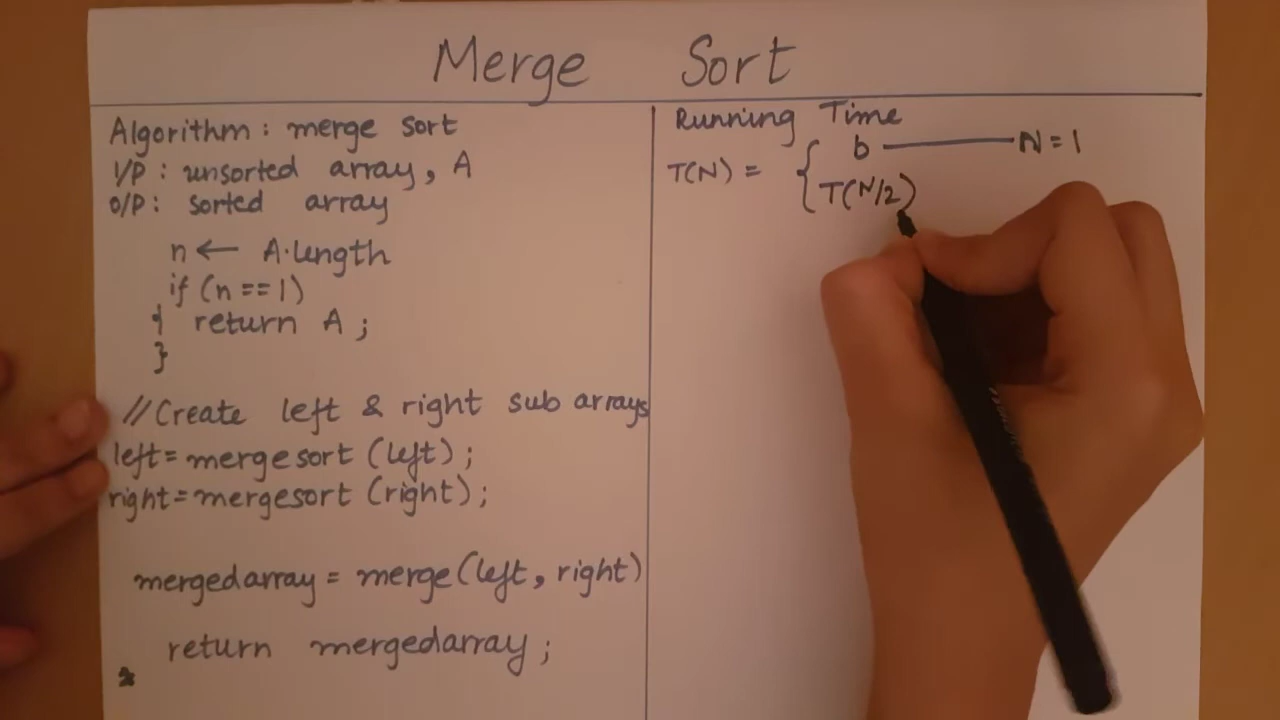 Merge Sort
Algorithm: merge sort
I/P: unsorted array, A
O/P: sorted array
n ← A.length
if (n==1)
{ return A;
}
//Create left & right sub arrays
left=mergesort (left);
right=mergesort (right);
mergedarray = merge(left, right)
return mergedarray;
Running Time
T(N) = { b — N=1
T(N/2)